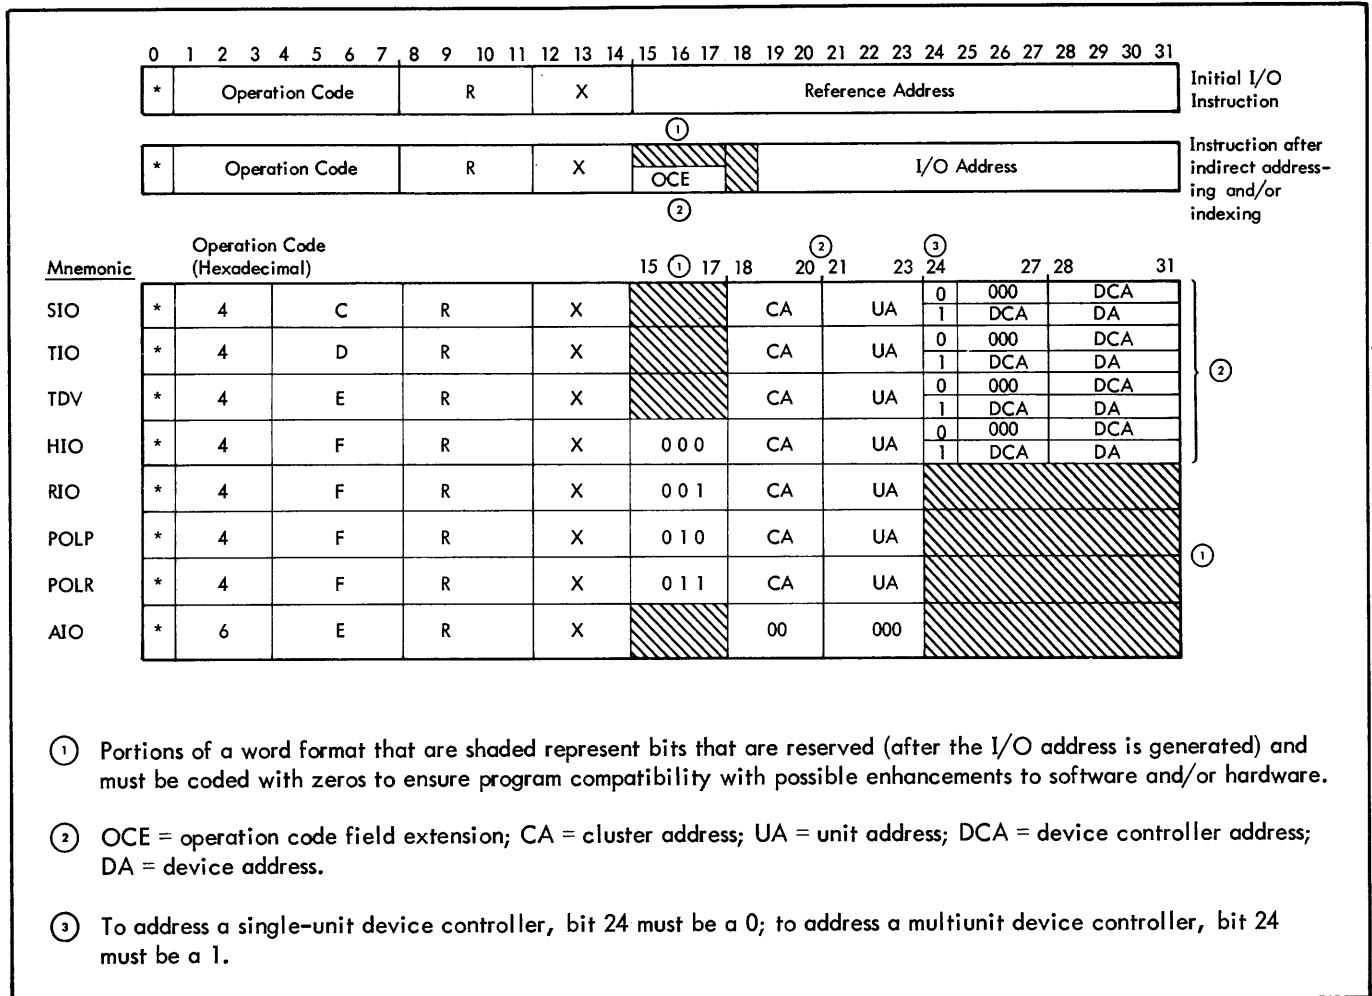 0 1 2 3 4 5 6 7 8 9 10 11 12 13 14 15 16 17 18 19 20 21 22 23 24 25 26 27 28 29 30 31
* Operation Code R X Reference Address Initial I/O
Instruction
①
* Operation Code R X OCE I/O Address Instruction after
indirect address-
ing and/or
indexing
②
Operation Code
(Hexadecimal)
② ③
Mnemonic 15 ① 17 18 20 21 23 24 27 28 31
SIO * 4 C R X CA UA 0 000 DCA
1 DCA DA
TIO * 4 D R X CA UA 0 000 DCA
1 DCA DA
②
TDV * 4 E R X CA UA 0 000 DCA
1 DCA DA
HIO * 4 F R X 000 CA UA 0 000 DCA
1 DCA DA
RIO * 4 F R X 001 CA UA
POLP * 4 F R X 010 CA UA
①
POLR * 4 F R X 011 CA UA
AIO * 6 E R X 00 000
① Portions of a word format that are shaded represent bits that are reserved (after the I/O address is generated) and
must be coded with zeros to ensure program compatibility with possible enhancements to software and/or hardware.
② OCE = operation code field extension; CA = cluster address; UA = unit address; DCA = device controller address;
DA = device address.
③ To address a single-unit device controller, bit 24 must be a 0; to address a multiunit device controller, bit 24
must be a 1.